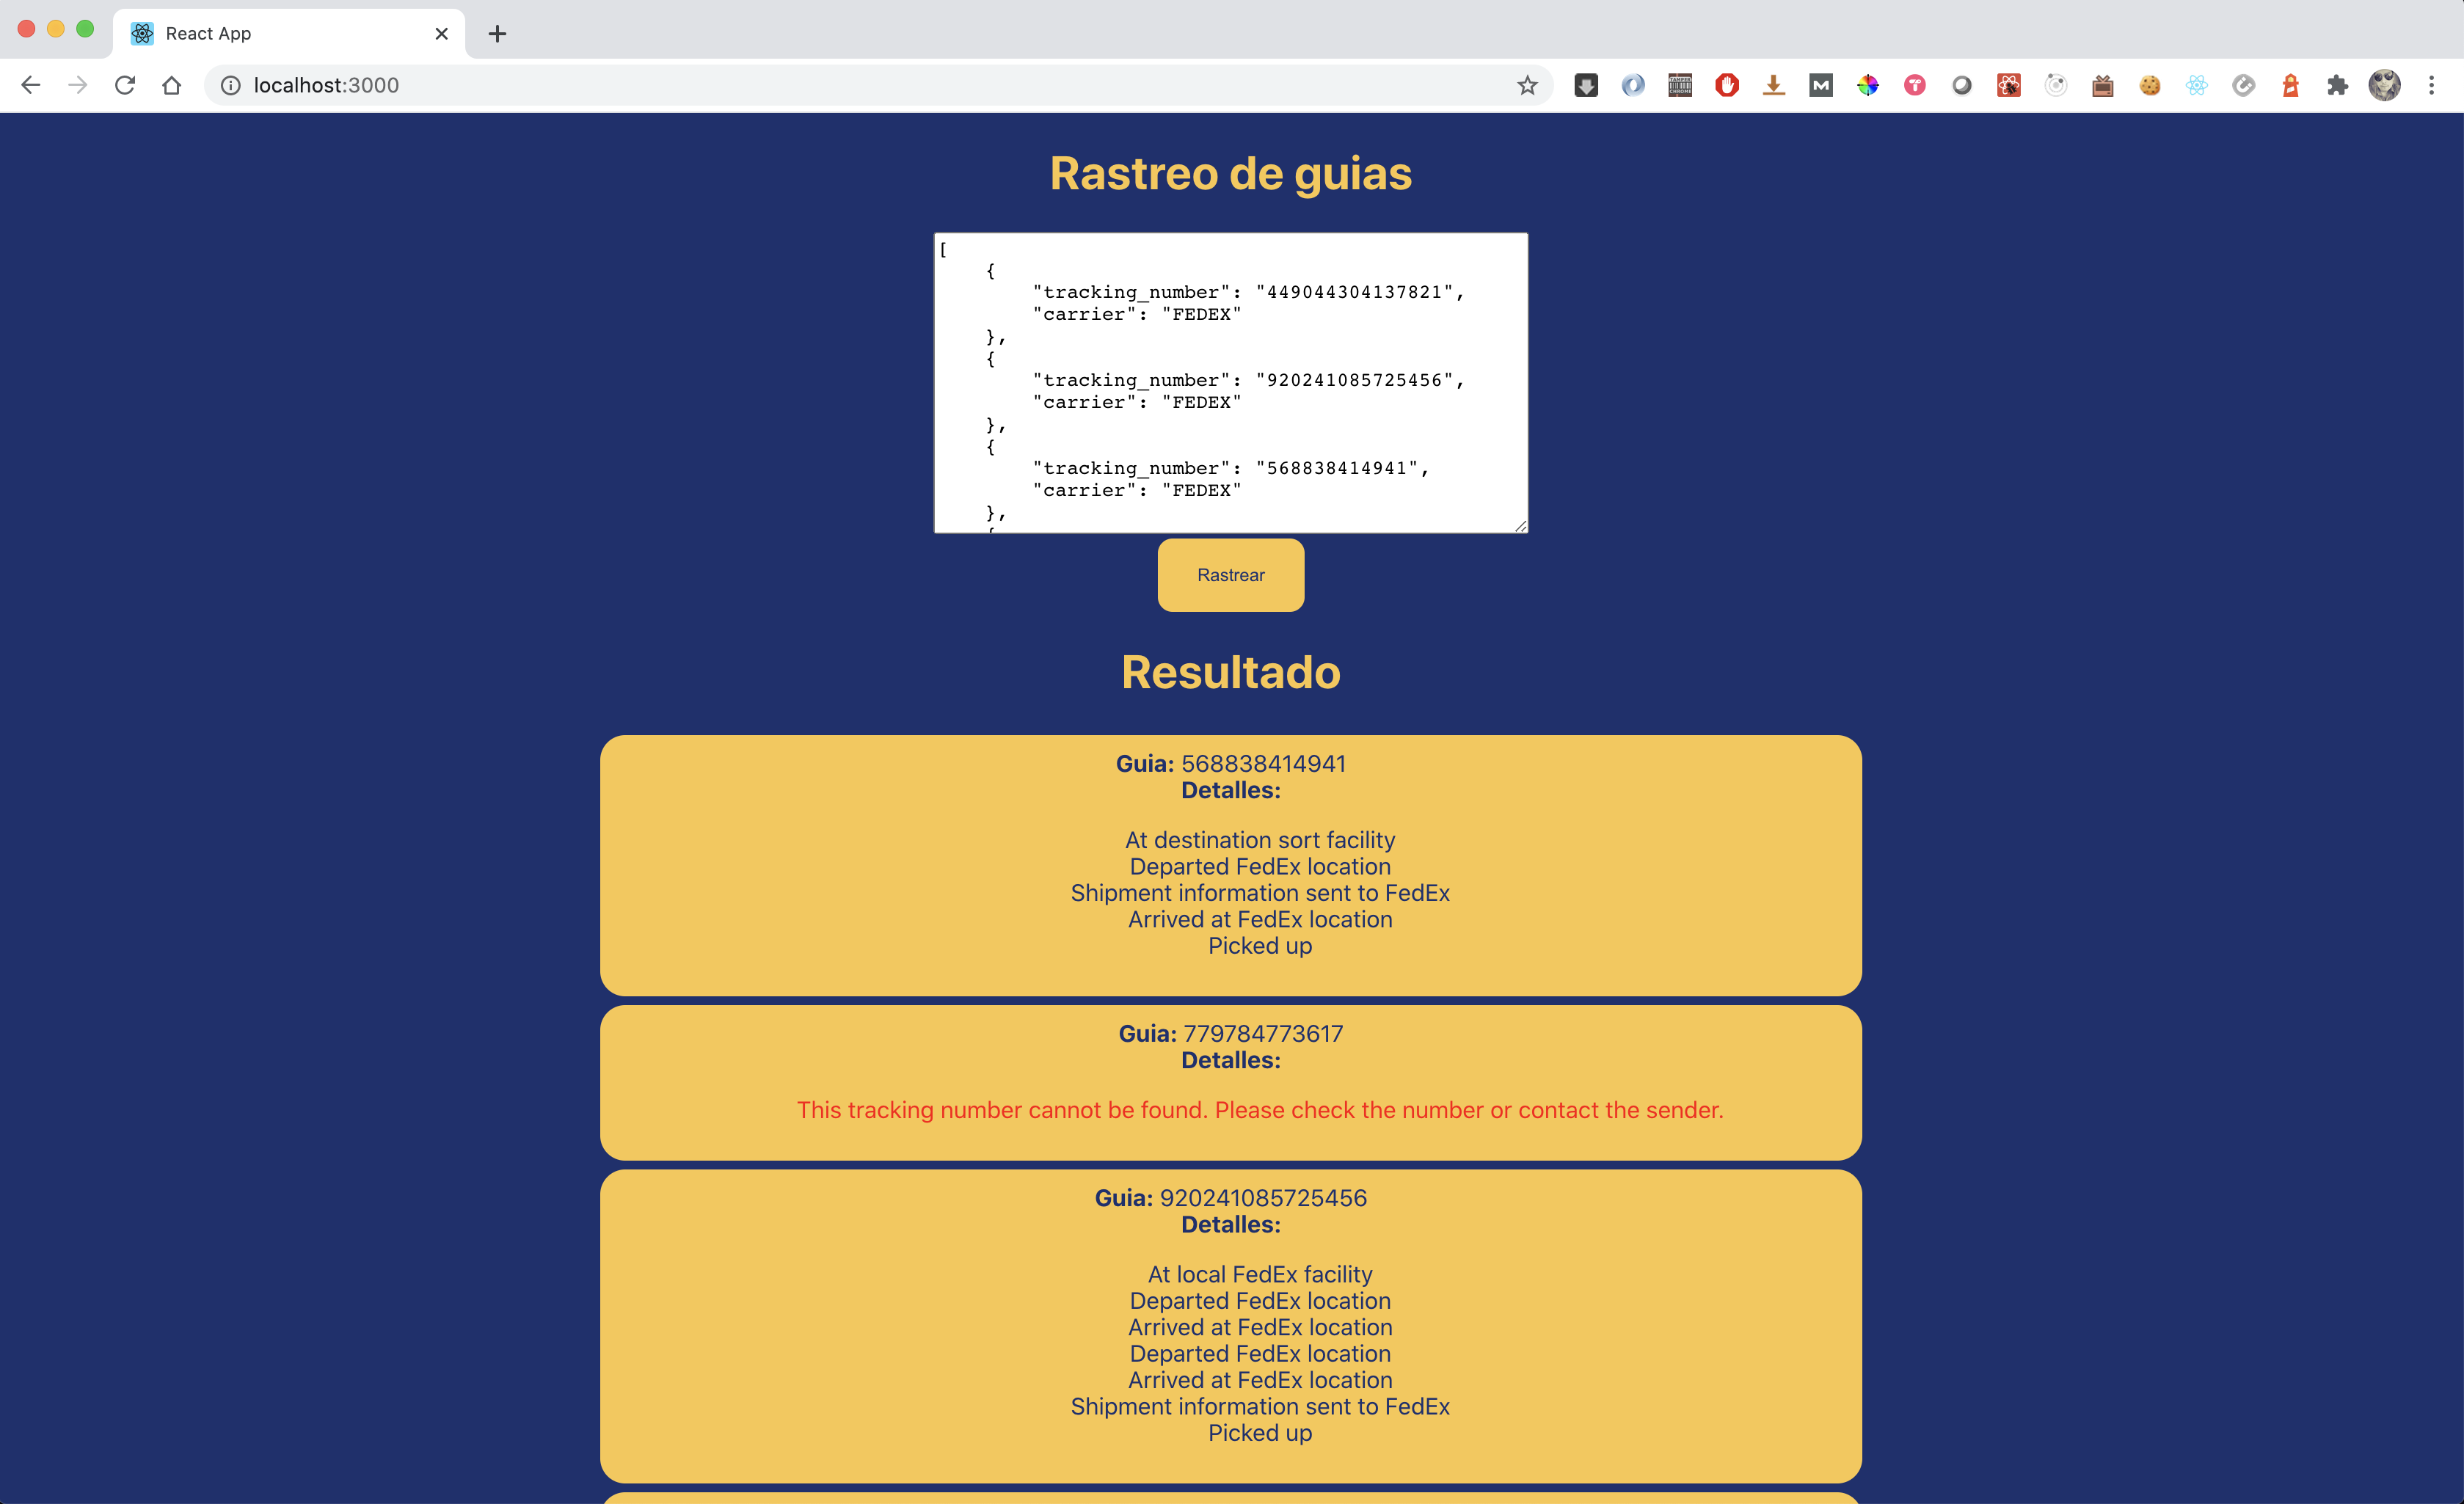 React App
localhost:3000
Rastreo de guias
[
    {
        "tracking_number": "449044304137821",
        "carrier": "FEDEX"
    },
    {
        "tracking_number": "920241085725456",
        "carrier": "FEDEX"
    },
    {
        "tracking_number": "568838414941",
        "carrier": "FEDEX"
    },
    {
Rastrear
Resultado
Guia: 568838414941
Detalles:
At destination sort facility
Departed FedEx location
Shipment information sent to FedEx
Arrived at FedEx location
Picked up
Guia: 779784773617
Detalles:
This tracking number cannot be found. Please check the number or contact the sender.
Guia: 920241085725456
Detalles:
At local FedEx facility
Departed FedEx location
Arrived at FedEx location
Departed FedEx location
Arrived at FedEx location
Shipment information sent to FedEx
Picked up